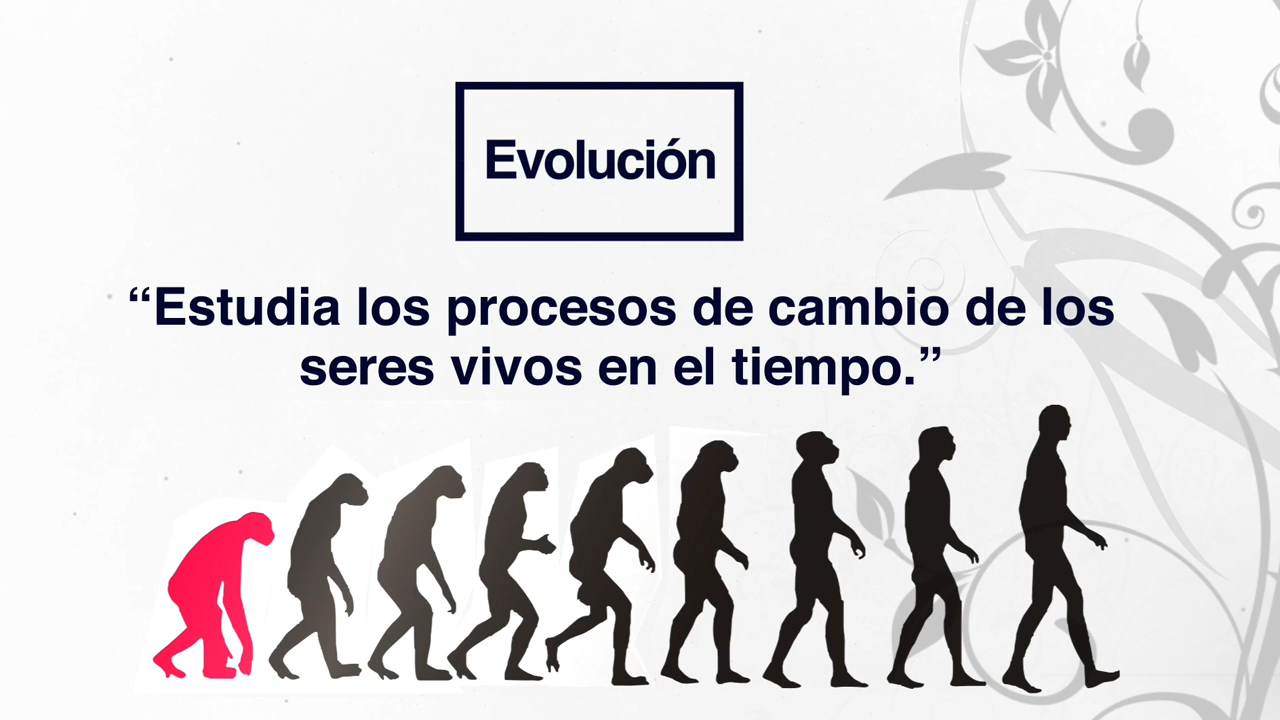 Evolución
“Estudia los procesos de cambio de los
seres vivos en el tiempo.”